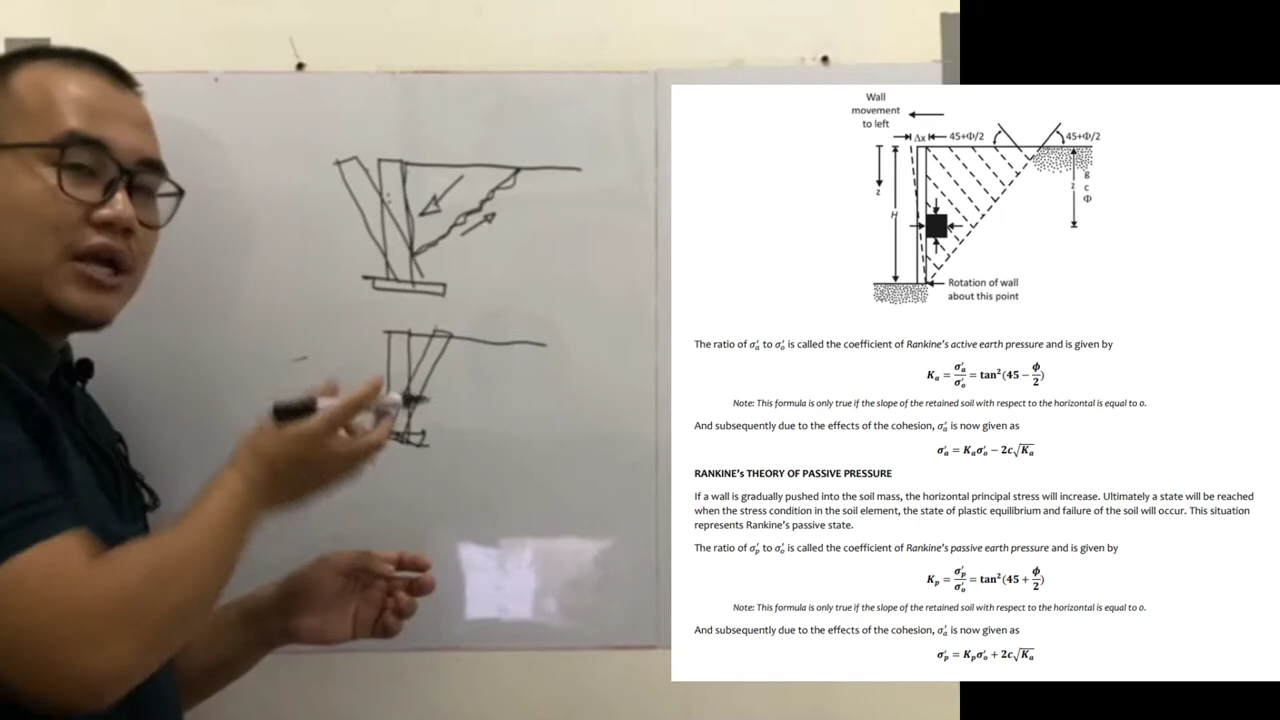 Wall
movement
to left
Δx
45+Φ/2
45+Φ/2
z
H
z
g
c
Φ
Rotation of wall
about this point
The ratio of σ′ₐ to σ′ₒ is called the coefficient of Rankine's active earth pressure and is given by
Kₐ = σ′ₐ/σ′ₒ = tan²(45 − ϕ/2)
Note: This formula is only true if the slope of the retained soil with respect to the horizontal is equal to 0.
And subsequently due to the effects of the cohesion, σ′ₐ is now given as
σ′ₐ = Kₐσ′ₒ − 2c√Kₐ
RANKINE's THEORY OF PASSIVE PRESSURE
If a wall is gradually pushed into the soil mass, the horizontal principal stress will increase. Ultimately a state will be reached
when the stress condition in the soil element, the state of plastic equilibrium and failure of the soil will occur. This situation
represents Rankine's passive state.
The ratio of σ′ₚ to σ′ₒ is called the coefficient of Rankine's passive earth pressure and is given by
Kₚ = σ′ₚ/σ′ₒ = tan²(45 + ϕ/2)
Note: This formula is only true if the slope of the retained soil with respect to the horizontal is equal to 0.
And subsequently due to the effects of the cohesion, σ′ₐ is now given as
σ′ₚ = Kₚσ′ₒ + 2c√Kₐ